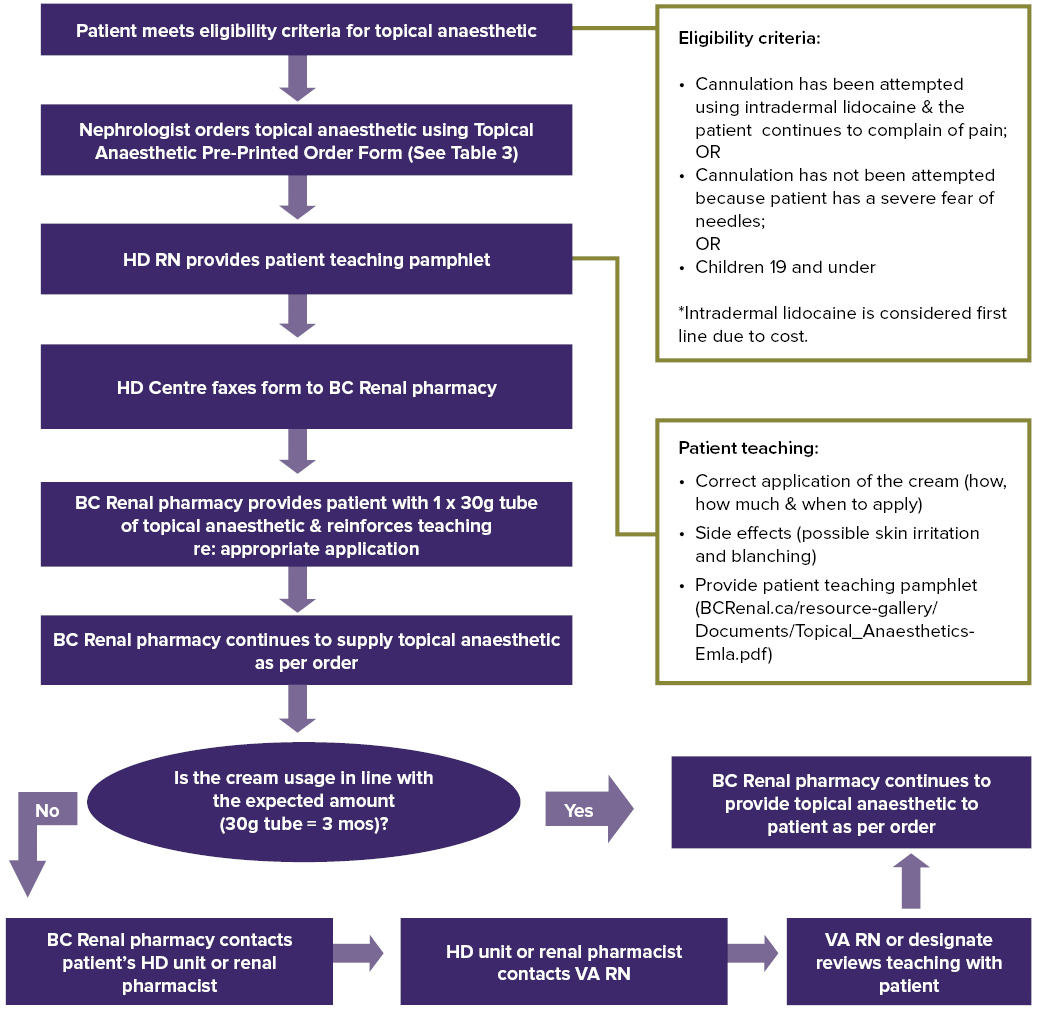 Patient meets eligibility criteria for topical anaesthetic
Nephrologist orders topical anaesthetic using Topical
Anaesthetic Pre-Printed Order Form (See Table 3)
HD RN provides patient teaching pamphlet
HD Centre faxes form to BC Renal pharmacy
BC Renal pharmacy provides patient with 1 x 30g tube
of topical anaesthetic & reinforces teaching
re: appropriate application
BC Renal pharmacy continues to supply topical anaesthetic
as per order
Eligibility criteria:
• Cannulation has been attempted
using intradermal lidocaine & the
patient continues to complain of pain;
OR
• Cannulation has not been attempted
because patient has a severe fear of
needles;
OR
• Children 19 and under
*Intradermal lidocaine is considered first
line due to cost.
Patient teaching:
• Correct application of the cream (how,
how much & when to apply)
• Side effects (possible skin irritation
and blanching)
• Provide patient teaching pamphlet
(BCRenal.ca/resource-gallery/
Documents/Topical_Anaesthetics-
Emla.pdf)
Is the cream usage in line with
the expected amount
(30g tube = 3 mos)?
No
Yes
BC Renal pharmacy continues to
provide topical anaesthetic to
patient as per order
BC Renal pharmacy contacts
patient's HD unit or renal
pharmacist
HD unit or renal pharmacist
contacts VA RN
VA RN or designate
reviews teaching with
patient